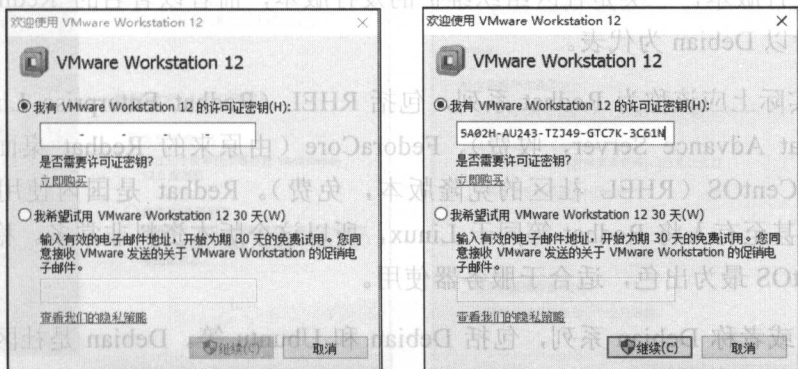 欢迎使用 VMware Workstation 12
VMware Workstation 12
我有 VMware Workstation 12 的许可证密钥(H):
- - - -
是否需要许可证密钥?
立即购买
我希望试用 VMware Workstation 12 30 天(W)
输入有效的电子邮件地址，开始为期 30 天的免费试用。您同
意接收 VMware 发送的关于 VMware Workstation 的促销电
子邮件。
查看我们的隐私策略
继续(C) 取消
欢迎使用 VMware Workstation 12
VMware Workstation 12
我有 VMware Workstation 12 的许可证密钥(H):
5A02H-AU243-TZJ49-GTC7K-3C61N
是否需要许可证密钥?
立即购买
我希望试用 VMware Workstation 12 30 天(W)
输入有效的电子邮件地址，开始为期 30 天的免费试用。您同
意接收 VMware 发送的关于 VMware Workstation 的促销电
子邮件。
查看我们的隐私策略
继续(C) 取消